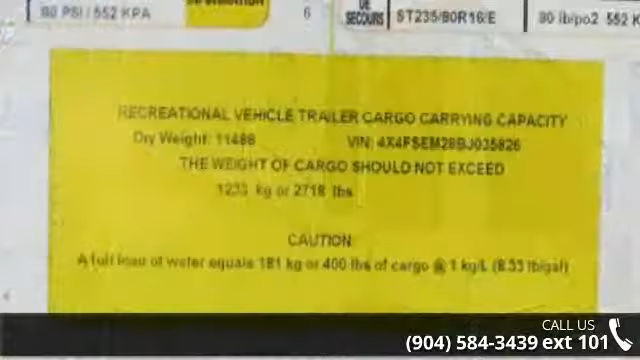 80 PSI / 552 KPA
INFORMATION
6
DE
SECOURS
ST235/80R16/E
80 lb/po2 552 K
RECREATIONAL VEHICLE TRAILER CARGO CARRYING CAPACITY
Dry Weight: 11486 VIN: 4X4FSEM28BJ035826
THE WEIGHT OF CARGO SHOULD NOT EXCEED
1233 kg or 2718 lbs
CAUTION:
A full load of water equals 181 kg or 400 lbs of cargo @ 1 kg/L (8.33 lb/gal)
CALL US
(904) 584-3439 ext 101